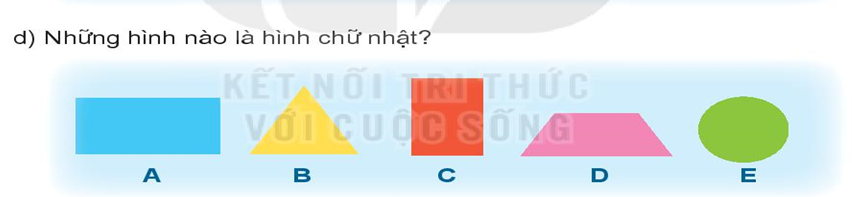 d) Những hình nào là hình chữ nhật?
KẾT NỐI TRI THỨC
VỚI CUỘC SỐNG
A B C D E